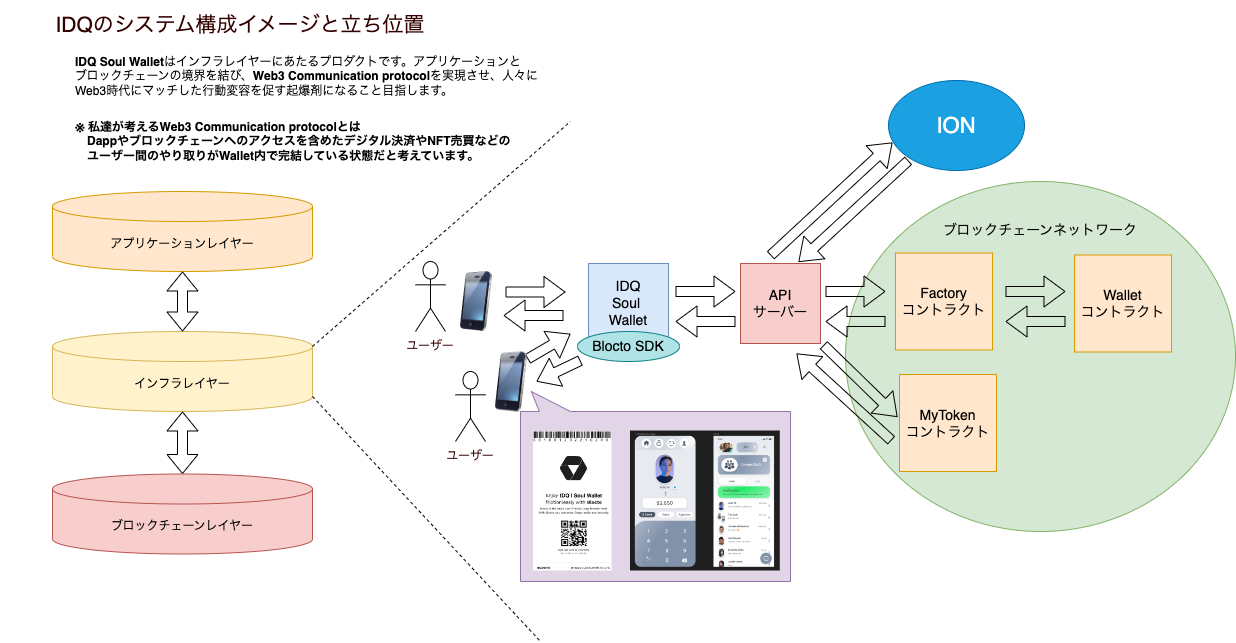 IDQのシステム構成イメージと立ち位置
IDQ Soul Walletはインフラレイヤーにあたるプロダクトです。アプリケーションと
ブロックチェーンの境界を結び、Web3 Communication protocolを実現させ、人々に
Web3時代にマッチした行動変容を促す起爆剤になること目指します。
※ 私達が考えるWeb3 Communication protocolとは
Dappやブロックチェーンへのアクセスを含めたデジタル決済やNFT売買などの
ユーザー間のやり取りがWallet内で完結している状態だと考えています。
アプリケーションレイヤー
インフラレイヤー
ブロックチェーンレイヤー
ユーザー
ユーザー
IDQ
Soul
Wallet
Blocto SDK
API
サーバー
ION
ブロックチェーンネットワーク
Factory
コントラクト
Wallet
コントラクト
MyToken
コントラクト
Enjoy IDQ I Soul Wallet
frictionlessly with Blocto
$2,650
1 2 3
4 5 6
7 8 9
0